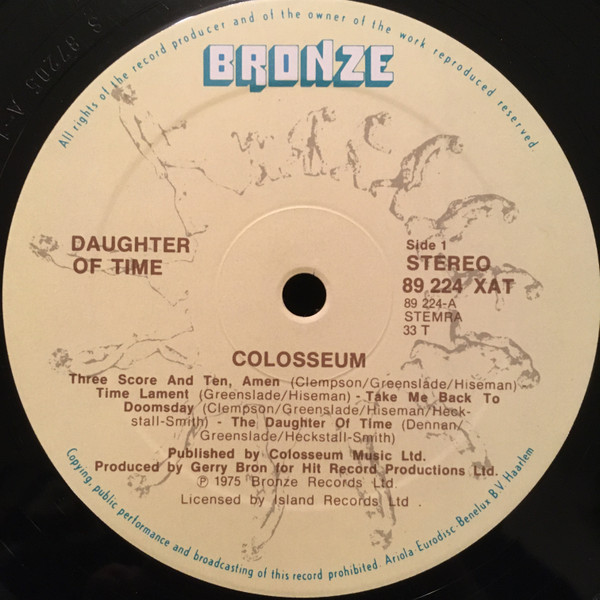 All rights of the record producer and of the owner of the work reproduced reserved.
BRONZE
DAUGHTER
OF TIME
Side 1
STEREO
89 224 XAT
89 224-A
STEMRA
33 T
COLOSSEUM
Three Score And Ten, Amen (Clempson/Greenslade/Hiseman) -
Time Lament (Greenslade/Hiseman) - Take Me Back To
Doomsday (Clempson/Greenslade/Hiseman/Heck-
stall-Smith) - The Daughter Of Time (Dennan/
Greenslade/Heckstall-Smith)
Published by Colosseum Music Ltd.
Produced by Gerry Bron for Hit Record Productions Ltd.
℗ 1975 Bronze Records Ltd.
Licensed by Island Records Ltd
Copying, public performance and broadcasting of this record prohibited. Ariola-Eurodisc-Benelux B.V. Haarlem